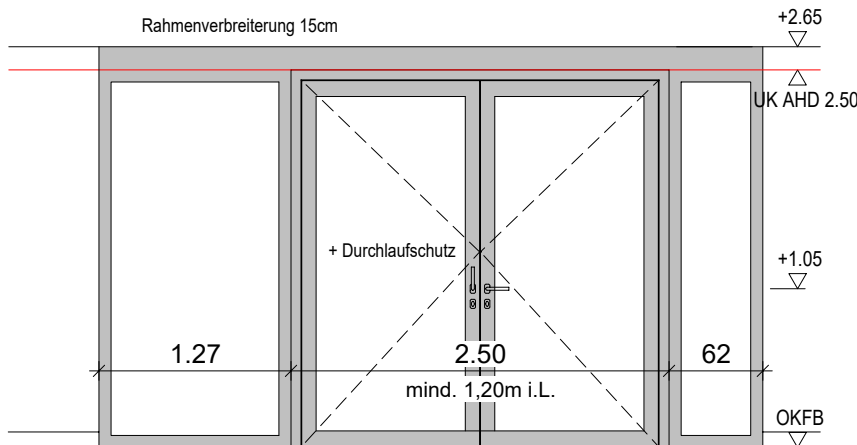 Rahmenverbreiterung 15cm
+2.65
UK AHD 2.50
+ Durchlaufschutz
+1.05
1.27
2.50
62
mind. 1,20m i.L.
OKFB